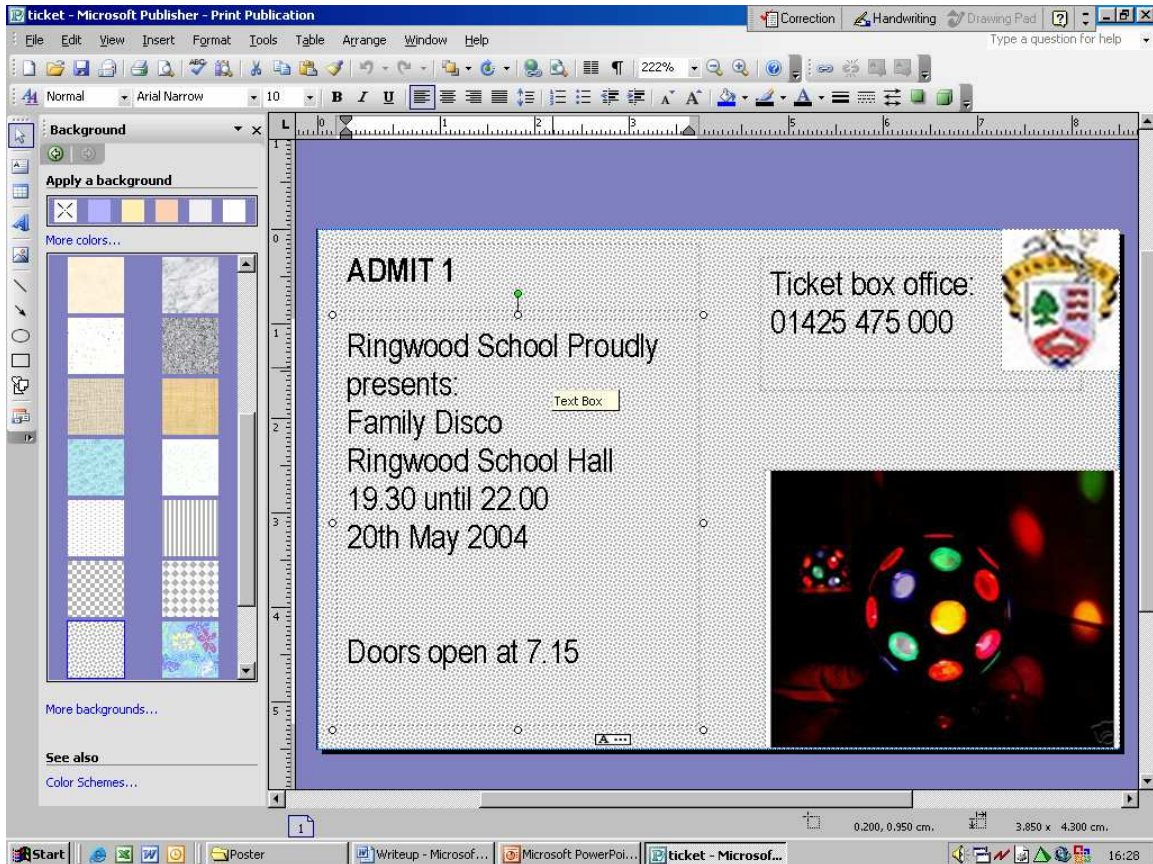 ticket - Microsoft Publisher - Print Publication
Correction Handwriting Drawing Pad
File Edit View Insert Format Tools Table Arrange Window Help
Type a question for help
222%
Normal Arial Narrow 10 B I U
Background
Apply a background
More colors...
More backgrounds...
See also
Color Schemes...
ADMIT 1
Ringwood School Proudly
presents:
Family Disco
Ringwood School Hall
19.30 until 22.00
20th May 2004
Doors open at 7.15
Text Box
Ticket box office:
01425 475 000
A ...
1
0.200, 0.950 cm.
3.850 x 4.300 cm.
Start
Poster
Writeup - Microsof...
Microsoft PowerPoi...
ticket - Microsof...
16:28